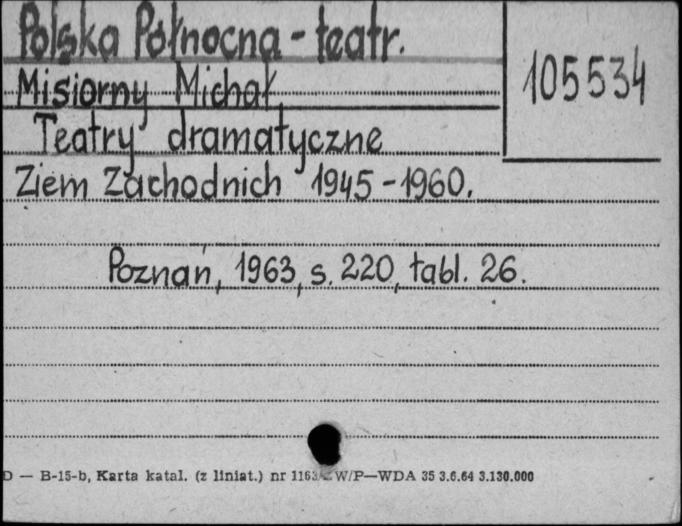 Polska Północna - teatr.
105534
Misiorny Michał
Teatry dramatyczne
Ziem Zachodnich 1945-1960.
Poznań, 1963, s. 220, tabl. 26.
D — B-15-b, Karta katal. (z liniat.) nr 1163 W/P—WDA 35 3.6.64 3.130.000